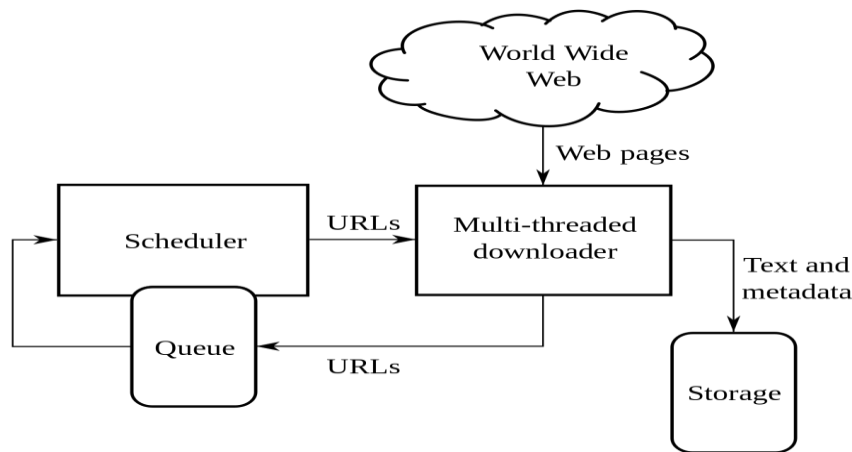 World Wide
Web
Web pages
Scheduler
URLs
Multi-threaded
downloader
Text and
metadata
Queue
URLs
Storage